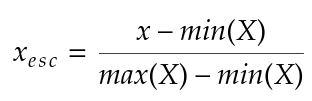 x_esc = (x − min(X)) / (max(X) − min(X))